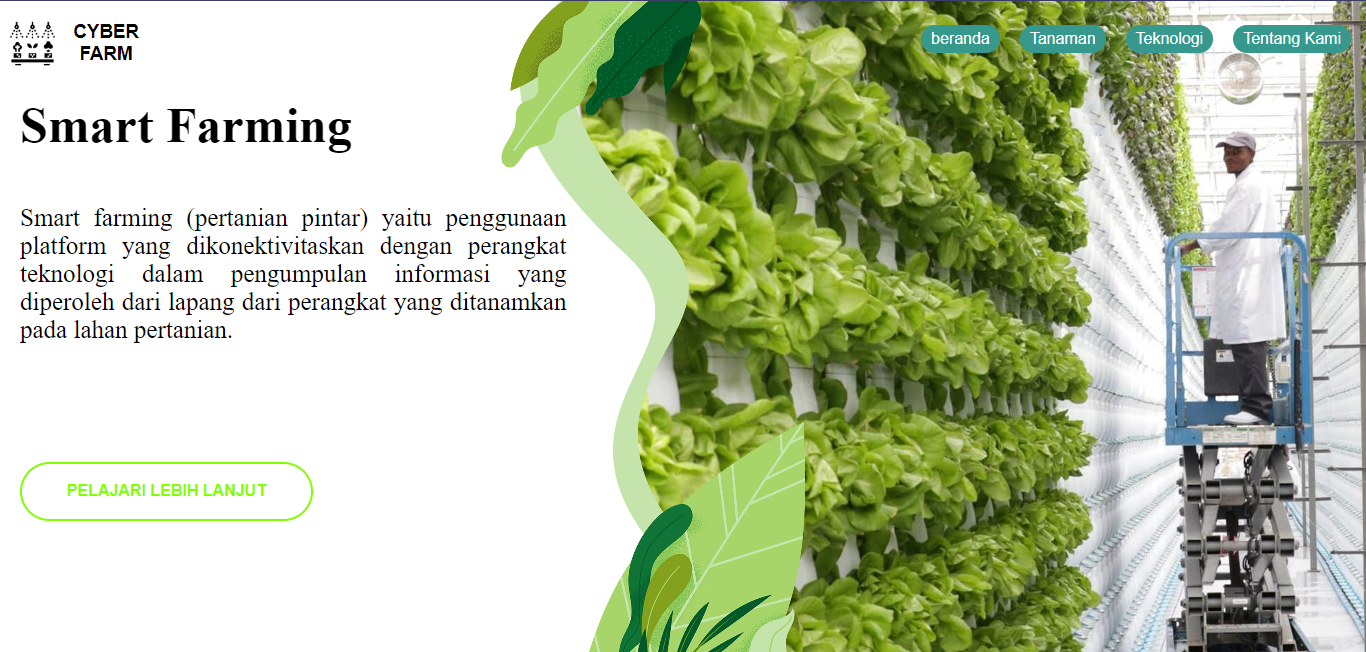 CYBER
FARM
beranda
Tanaman
Teknologi
Tentang Kami
Smart Farming
Smart farming (pertanian pintar) yaitu penggunaan
platform yang dikonektivitaskan dengan perangkat
teknologi dalam pengumpulan informasi yang
diperoleh dari lapang dari perangkat yang ditanamkan
pada lahan pertanian.
PELAJARI LEBIH LANJUT